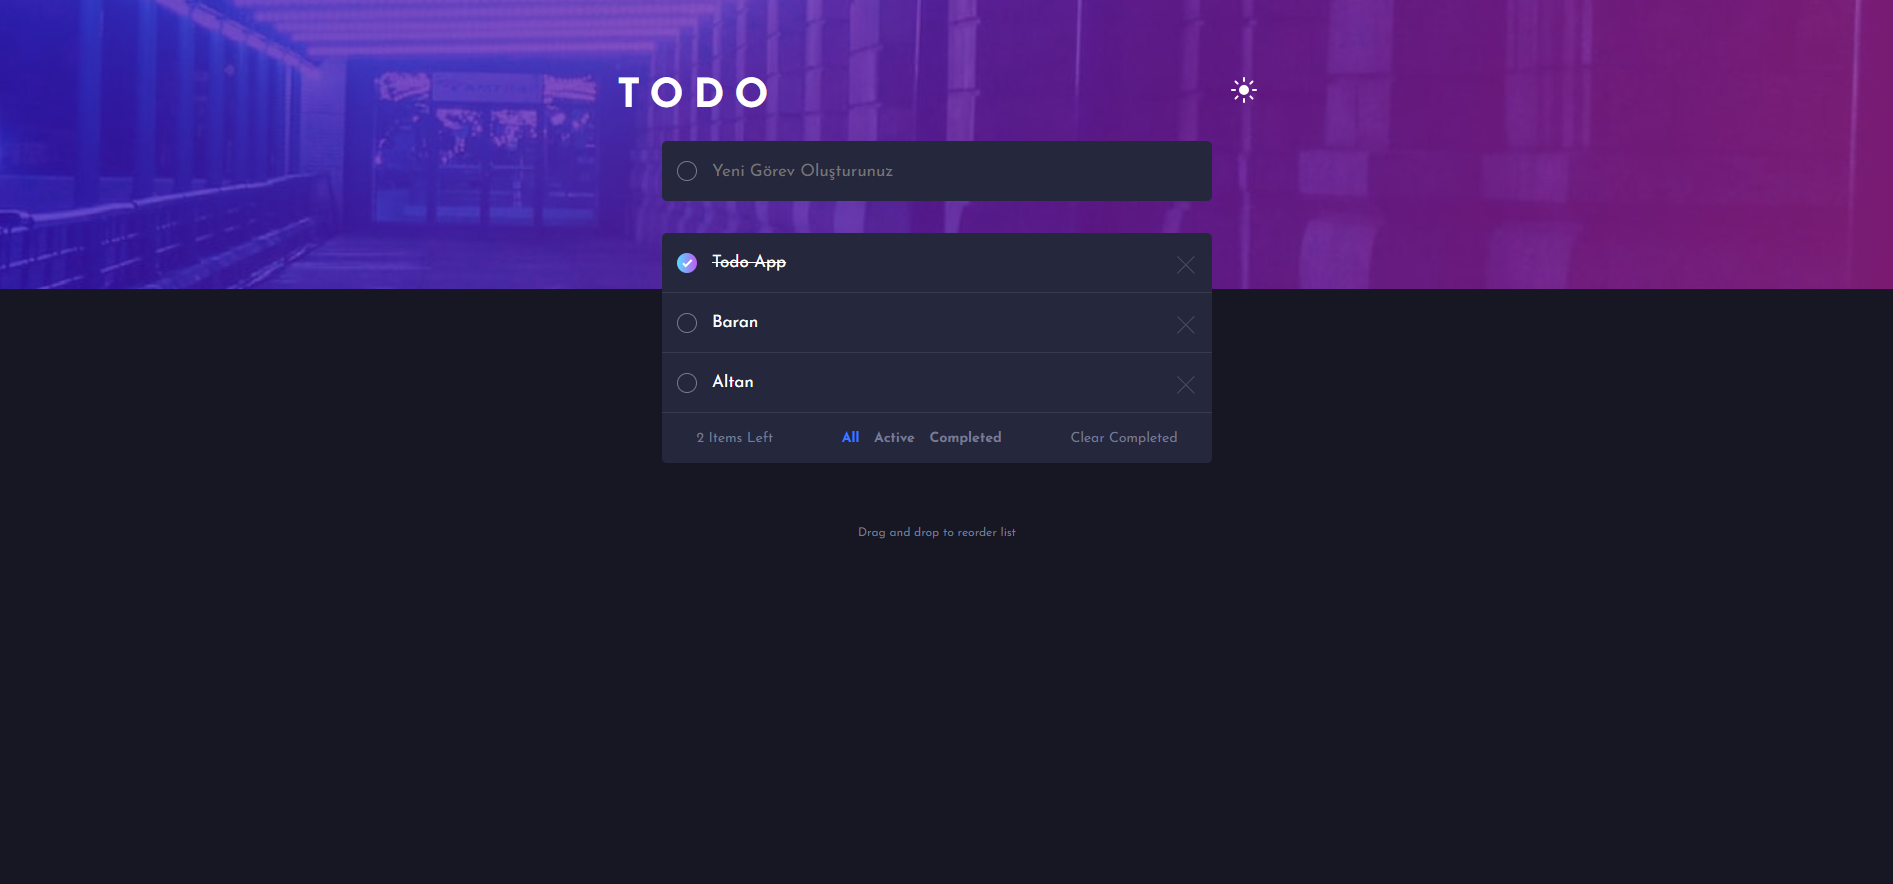 TODO
Yeni Görev Oluşturunuz
Todo App
Baran
Altan
2 Items Left All Active Completed Clear Completed
Drag and drop to reorder list